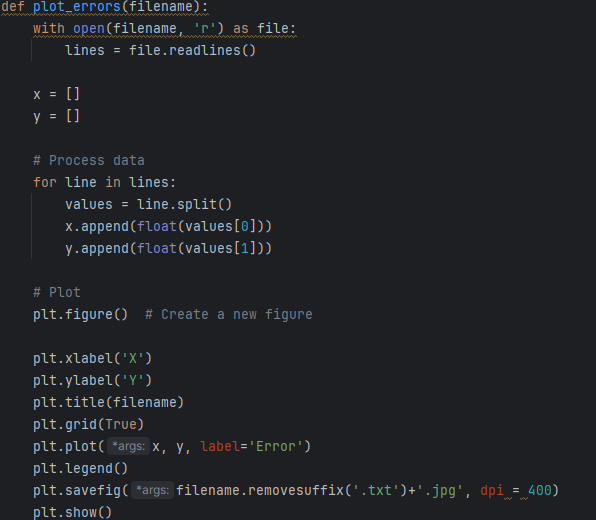 def plot_errors(filename):
    with open(filename, 'r') as file:
        lines = file.readlines()

    x = []
    y = []

    # Process data
    for line in lines:
        values = line.split()
        x.append(float(values[0]))
        y.append(float(values[1]))

    # Plot
    plt.figure()  # Create a new figure

    plt.xlabel('X')
    plt.ylabel('Y')
    plt.title(filename)
    plt.grid(True)
    plt.plot( *args: x, y, label='Error')
    plt.legend()
    plt.savefig( *args: filename.removesuffix('.txt')+'.jpg', dpi = 400)
    plt.show()